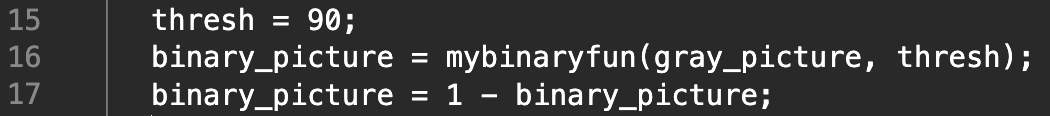 15 thresh = 90;
16 binary_picture = mybinaryfun(gray_picture, thresh);
17 binary_picture = 1 - binary_picture;